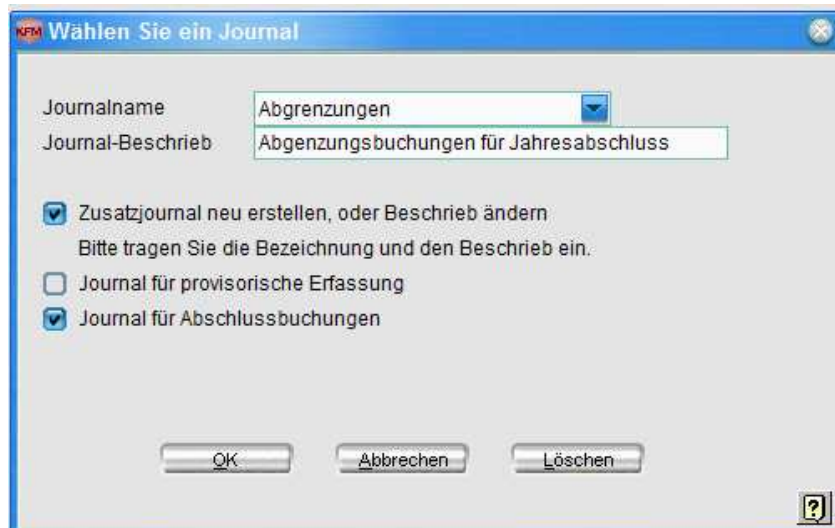 KFM Wählen Sie ein Journal
Journalname Abgrenzungen
Journal-Beschrieb Abgenzungsbuchungen für Jahresabschluss
Zusatzjournal neu erstellen, oder Beschrieb ändern
Bitte tragen Sie die Bezeichnung und den Beschrieb ein.
Journal für provisorische Erfassung
Journal für Abschlussbuchungen
OK Abbrechen Löschen
?